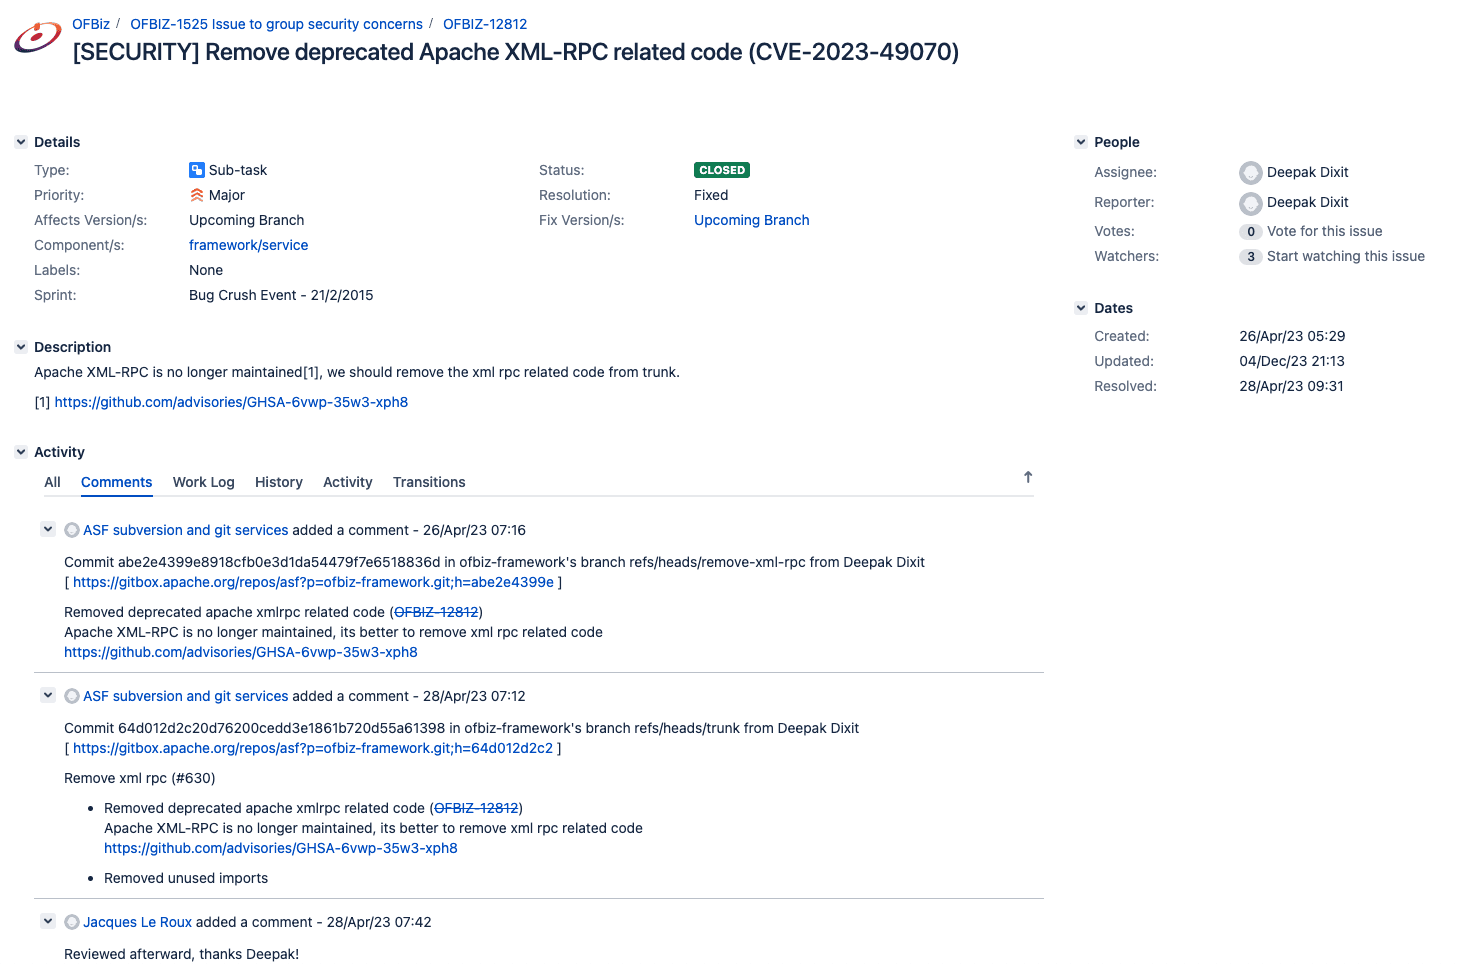 OFBiz / OFBIZ-1525 Issue to group security concerns / OFBIZ-12812
[SECURITY] Remove deprecated Apache XML-RPC related code (CVE-2023-49070)
Details
Type: Sub-task Status: CLOSED
Priority: Major Resolution: Fixed
Affects Version/s: Upcoming Branch Fix Version/s: Upcoming Branch
Component/s: framework/service
Labels: None
Sprint: Bug Crush Event - 21/2/2015
People
Assignee: Deepak Dixit
Reporter: Deepak Dixit
Votes: 0 Vote for this issue
Watchers: 3 Start watching this issue
Dates
Created: 26/Apr/23 05:29
Updated: 04/Dec/23 21:13
Resolved: 28/Apr/23 09:31
Description
Apache XML-RPC is no longer maintained[1], we should remove the xml rpc related code from trunk.
[1] https://github.com/advisories/GHSA-6vwp-35w3-xph8
Activity
All Comments Work Log History Activity Transitions
ASF subversion and git services added a comment - 26/Apr/23 07:16
Commit abe2e4399e8918cfb0e3d1da54479f7e6518836d in ofbiz-framework's branch refs/heads/remove-xml-rpc from Deepak Dixit
[ https://gitbox.apache.org/repos/asf?p=ofbiz-framework.git;h=abe2e4399e ]
Removed deprecated apache xmlrpc related code (OFBIZ-12812)
Apache XML-RPC is no longer maintained, its better to remove xml rpc related code
https://github.com/advisories/GHSA-6vwp-35w3-xph8
ASF subversion and git services added a comment - 28/Apr/23 07:12
Commit 64d012d2c20d76200cedd3e1861b720d55a61398 in ofbiz-framework's branch refs/heads/trunk from Deepak Dixit
[ https://gitbox.apache.org/repos/asf?p=ofbiz-framework.git;h=64d012d2c2 ]
Remove xml rpc (#630)
• Removed deprecated apache xmlrpc related code (OFBIZ-12812)
Apache XML-RPC is no longer maintained, its better to remove xml rpc related code
https://github.com/advisories/GHSA-6vwp-35w3-xph8
• Removed unused imports
Jacques Le Roux added a comment - 28/Apr/23 07:42
Reviewed afterward, thanks Deepak!